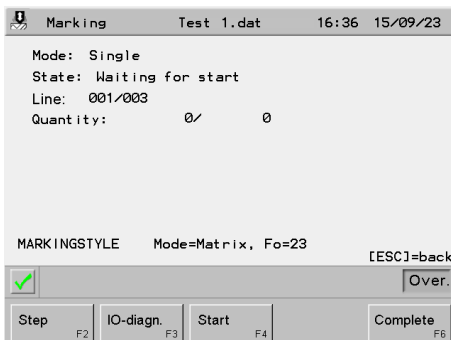 Marking Test 1.dat 16:36 15/09/23
Mode: Single
State: Waiting for start
Line: 001/003
Quantity: 0/ 0
MARKINGSTYLE Mode=Matrix, Fo=23
[ESC]=back
Over.
Step F2 IO-diagn. F3 Start F4 Complete F6